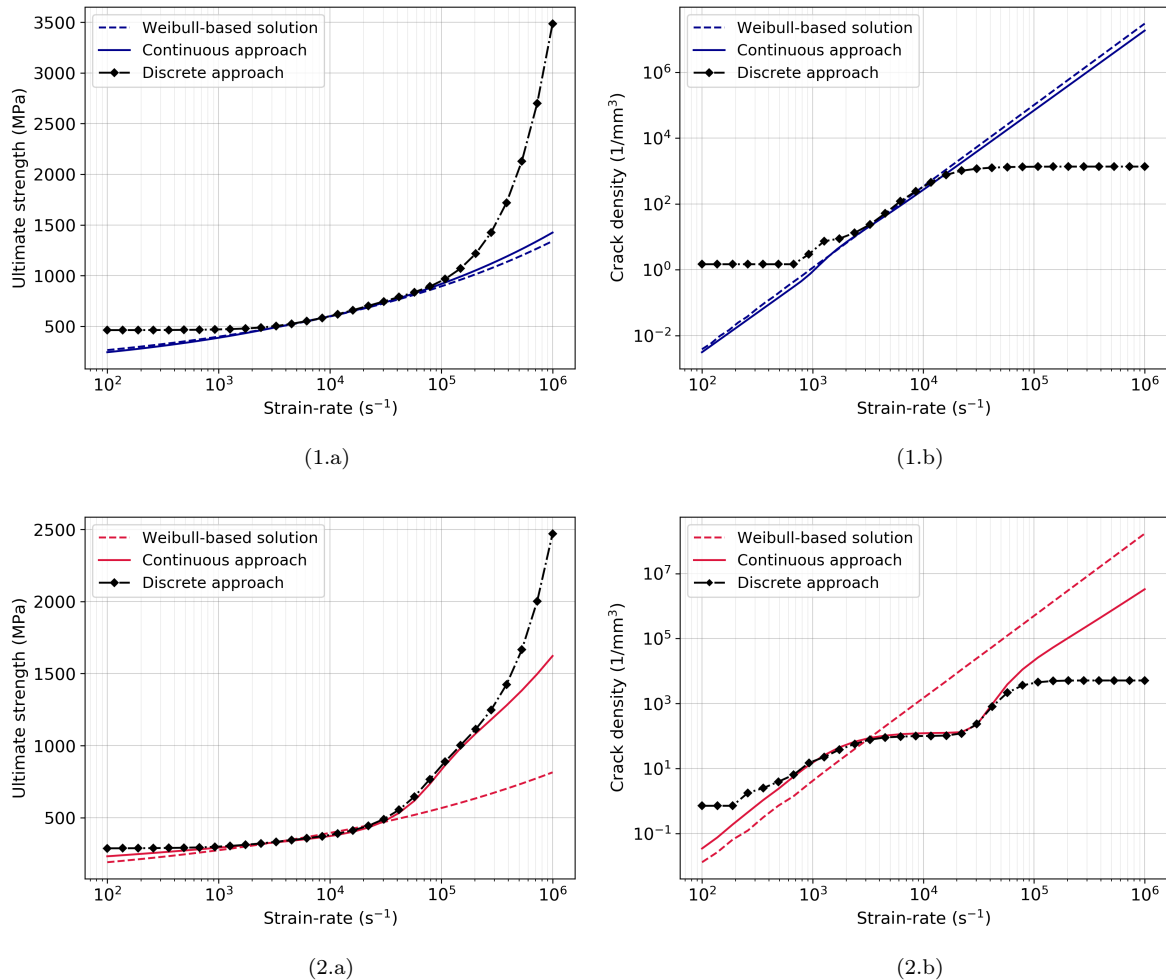 Weibull-based solution
Continuous approach
Discrete approach
Ultimate strength (MPa)
3500
3000
2500
2000
1500
1000
500
10² 10³ 10⁴ 10⁵ 10⁶
Strain-rate (s⁻¹)
(1.a)
Weibull-based solution
Continuous approach
Discrete approach
Crack density (1/mm³)
10⁶
10⁴
10²
10⁰
10⁻²
10² 10³ 10⁴ 10⁵ 10⁶
Strain-rate (s⁻¹)
(1.b)
Weibull-based solution
Continuous approach
Discrete approach
Ultimate strength (MPa)
2500
2000
1500
1000
500
10² 10³ 10⁴ 10⁵ 10⁶
Strain-rate (s⁻¹)
(2.a)
Weibull-based solution
Continuous approach
Discrete approach
Crack density (1/mm³)
10⁷
10⁵
10³
10¹
10⁻¹
10² 10³ 10⁴ 10⁵ 10⁶
Strain-rate (s⁻¹)
(2.b)